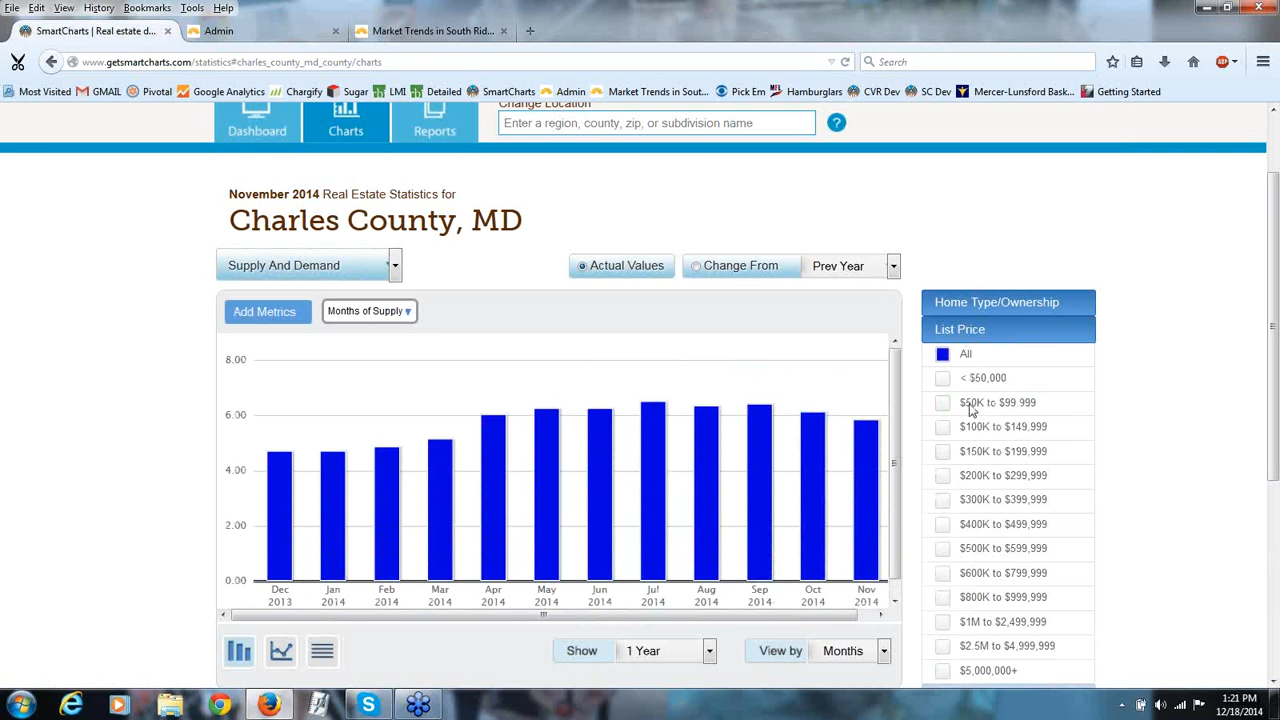 File Edit View History Bookmarks Tools Help
SmartCharts | Real estate d... × Admin × Market Trends in South Rid... × +
www.getsmartcharts.com/statistics#charles_county_md_county/charts Search
Most Visited GMAIL Pivotal Google Analytics Chargify Sugar LMI Detailed SmartCharts Admin Market Trends in Sout... Pick Em Hamburglars CVR Dev SC Dev Mercer-Lunsford Bask... Getting Started
Change Location
Dashboard Charts Reports Enter a region, county, zip, or subdivision name ?
November 2014 Real Estate Statistics for
Charles County, MD
Supply And Demand Actual Values Change From Prev Year
Add Metrics Months of Supply
Home Type/Ownership
List Price
All
< $50,000
$50K to $99.999
$100K to $149,999
$150K to $199,999
$200K to $299,999
$300K to $399,999
$400K to $499,999
$500K to $599,999
$600K to $799,999
$800K to $999,999
$1M to $2,499,999
$2.5M to $4,999,999
$5,000,000+
8.00
6.00
4.00
2.00
0.00
Dec Jan Feb Mar Apr May Jun Jul Aug Sep Oct Nov
2013 2014 2014 2014 2014 2014 2014 2014 2014 2014 2014 2014
Show 1 Year View by Months
1:21 PM
12/18/2014